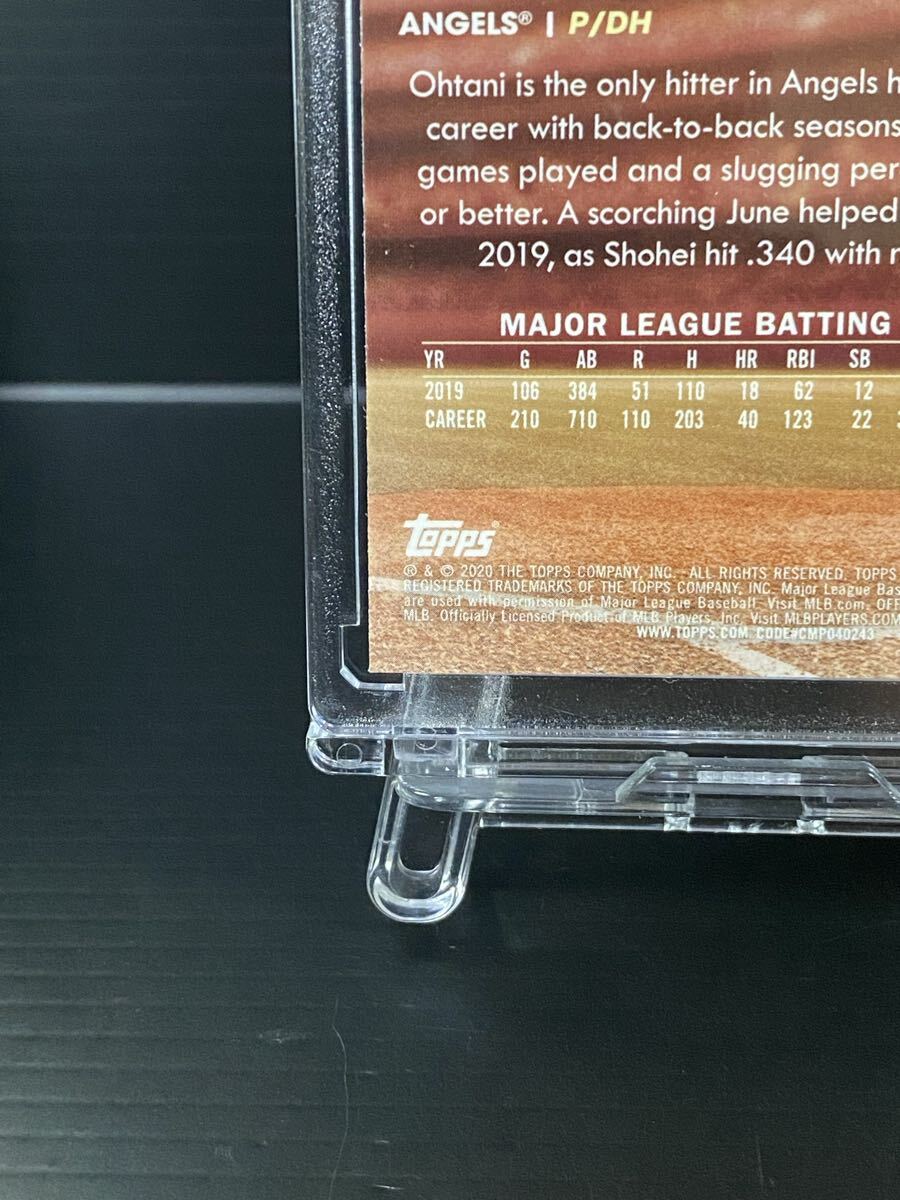 ANGELS® | P/DH
Ohtani is the only hitter in Angels h
career with back-to-back seasons
games played and a slugging per
or better. A scorching June helped
2019, as Shohei hit .340 with
MAJOR LEAGUE BATTING
YR G AB R H HR RBI SB
2019 106 384 51 110 18 62 12
CAREER 210 710 110 203 40 123 22
topps®
® & © 2020 THE TOPPS COMPANY, INC. ALL RIGHTS RESERVED. TOPPS
REGISTERED TRADEMARKS OF THE TOPPS COMPANY, INC. Major League Bas
are used with permission of Major League Baseball. Visit MLB.com. OFF
MLB. Officially Licensed Product of MLB Players, Inc. Visit MLBPLAYERS.COM
WWW.TOPPS.COM CODE#CMP040243